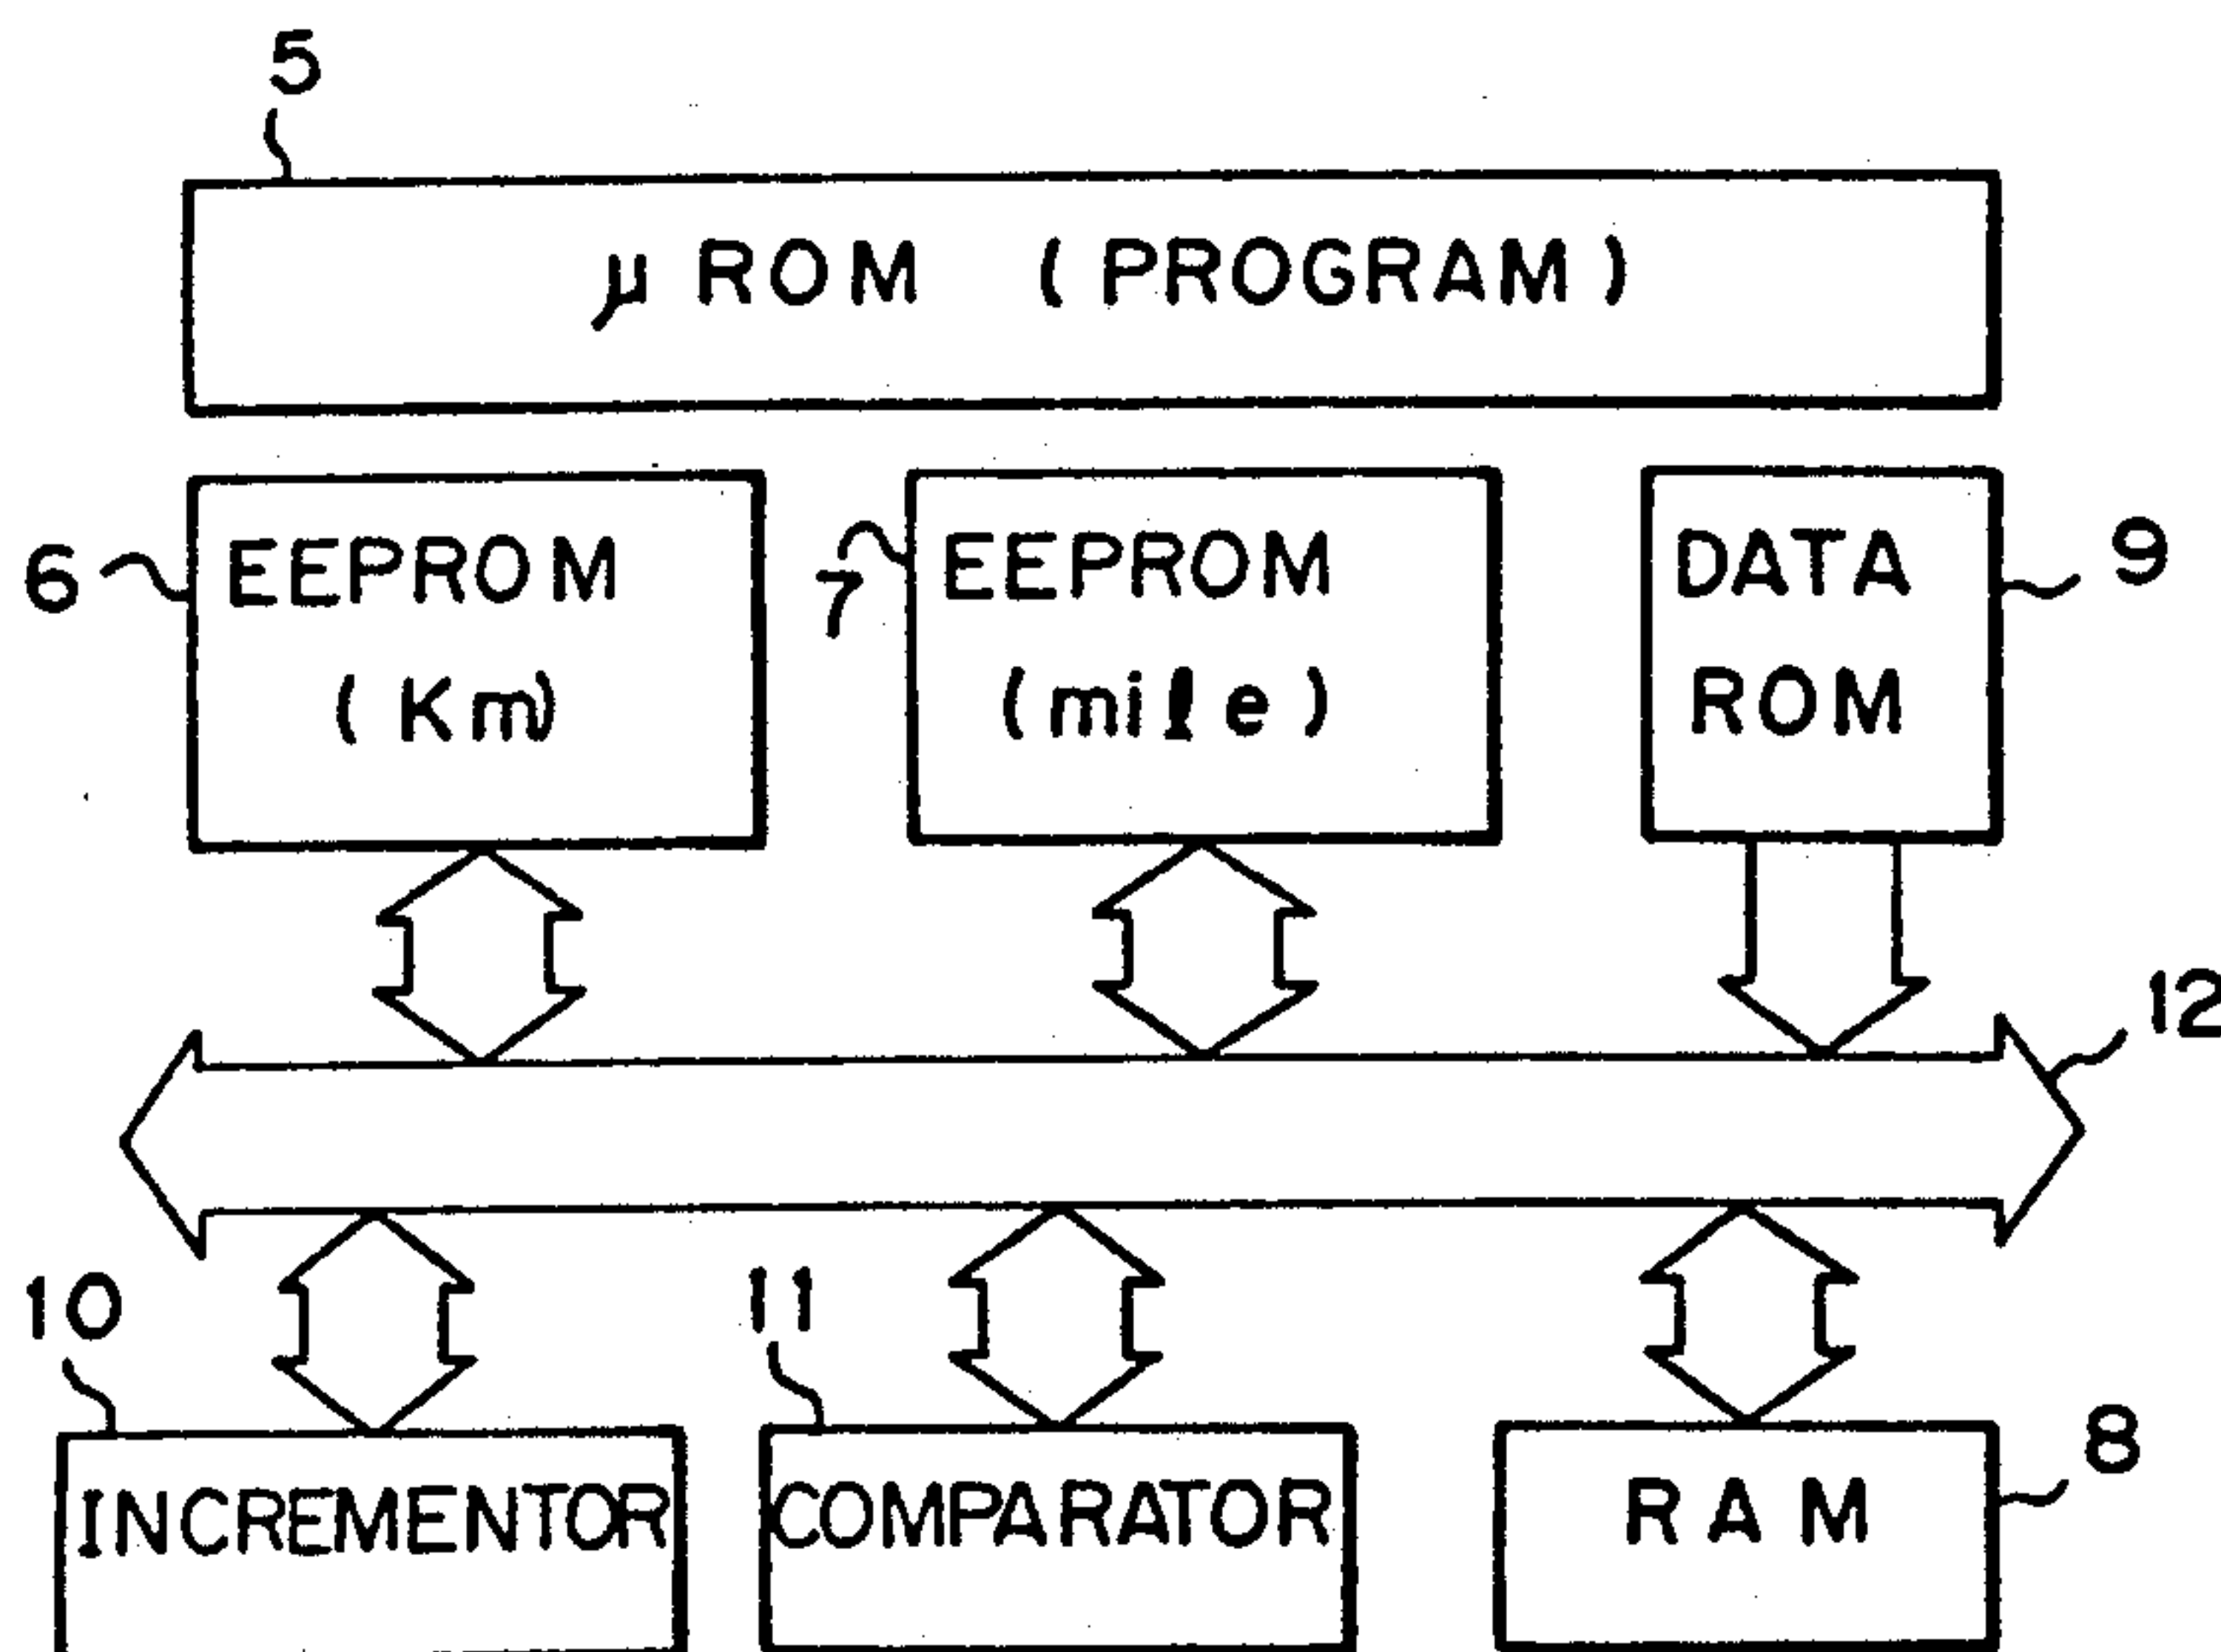 5
µ ROM ( PROGRAM )
6
EEPROM
( Km)
7
EEPROM
( mile )
DATA
ROM
9
12
10
11
INCREMENTOR
COMPARATOR
RAM
8